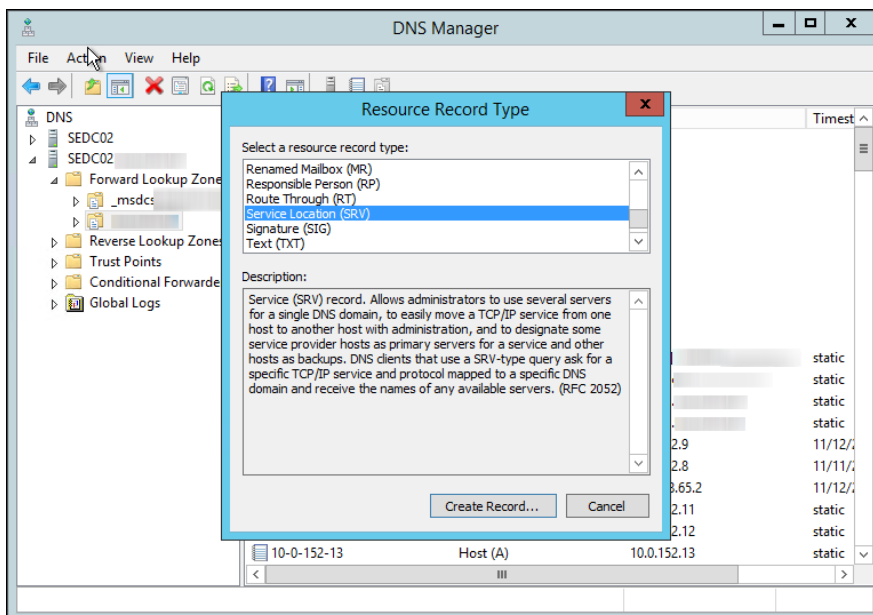 DNS Manager
File Action View Help
Resource Record Type
DNS
SEDC02
SEDC02
Forward Lookup Zone
_msdcs
Reverse Lookup Zones
Trust Points
Conditional Forwarde
Global Logs
Select a resource record type:
Renamed Mailbox (MR)
Responsible Person (RP)
Route Through (RT)
Service Location (SRV)
Signature (SIG)
Text (TXT)
Description:
Service (SRV) record. Allows administrators to use several servers
for a single DNS domain, to easily move a TCP/IP service from one
host to another host with administration, and to designate some
service provider hosts as primary servers for a service and other
hosts as backups. DNS clients that use a SRV-type query ask for a
specific TCP/IP service and protocol mapped to a specific DNS
domain and receive the names of any available servers. (RFC 2052)
Create Record... Cancel
Timest
static
static
static
static
2.9 11/12/2
2.8 11/11/2
3.65.2 11/12/2
2.11 static
2.12 static
10-0-152-13 Host (A) 10.0.152.13 static